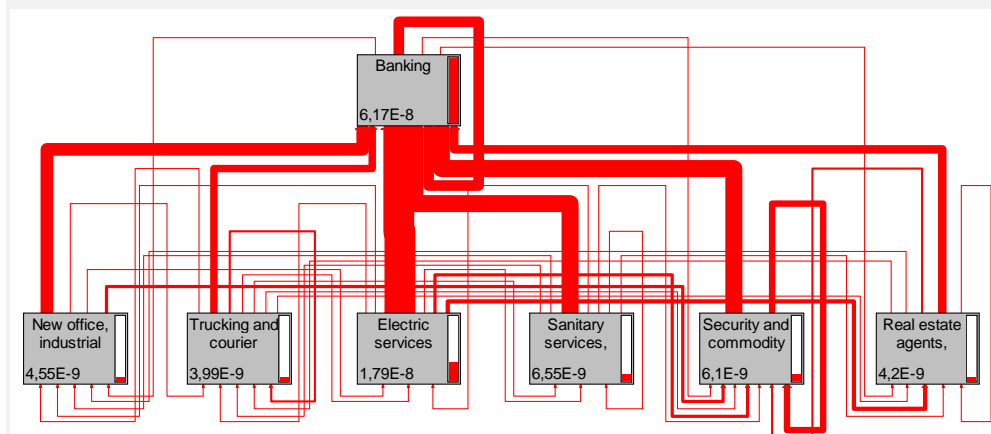 Banking
6,17E-8
New office,
industrial
4,55E-9
Trucking and
courier
3,99E-9
Electric
services
1,79E-8
Sanitary
services,
6,55E-9
Security and
commodity
6,1E-9
Real estate
agents,
4,2E-9